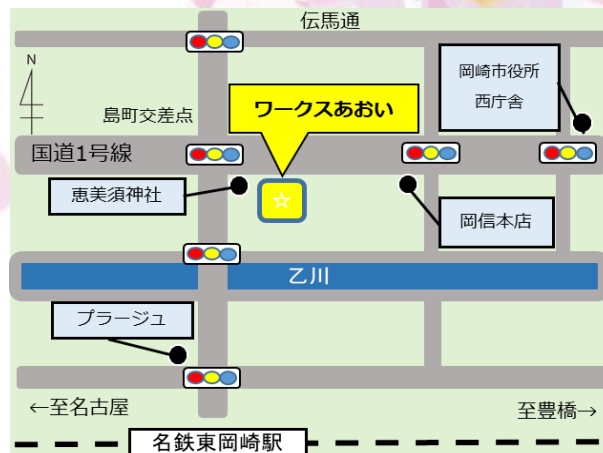 伝馬通
N
岡崎市役所
西庁舎
ワークスあおい
島町交差点
国道1号線
恵美須神社
☆
岡信本店
乙川
プラージュ
←至名古屋
至豊橋→
名鉄東岡崎駅